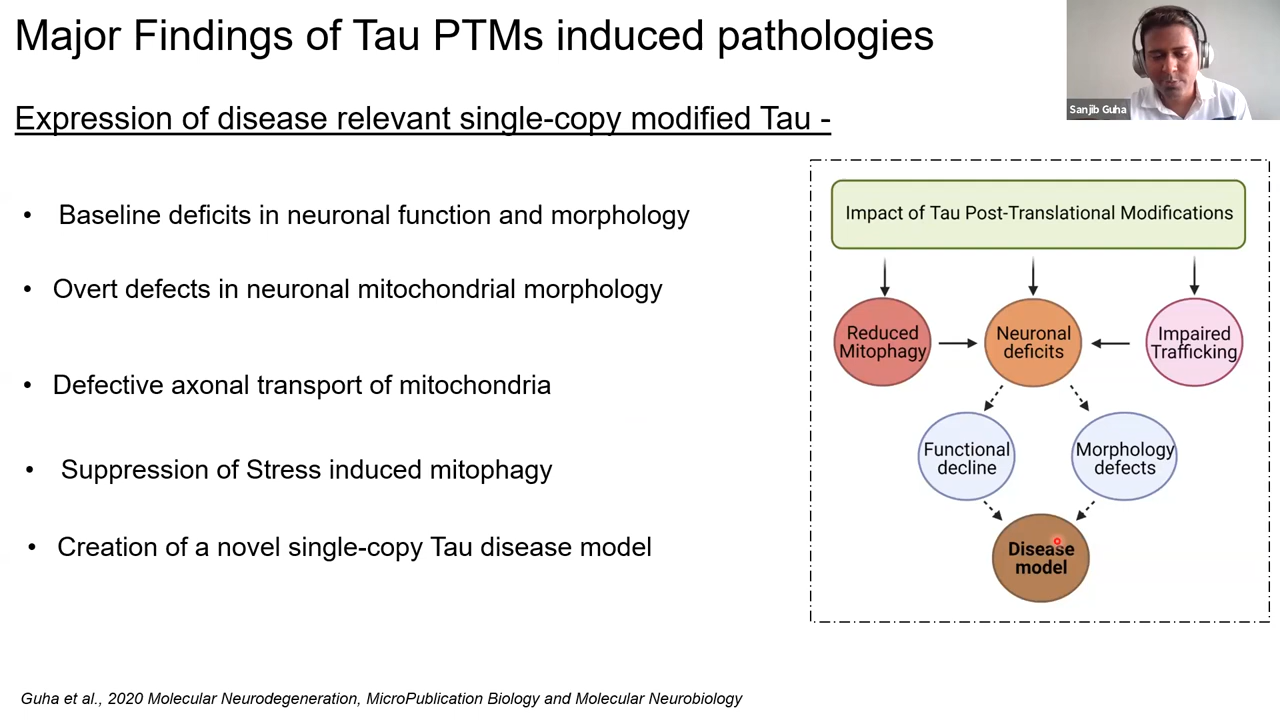 Major Findings of Tau PTMs induced pathologies
Sanjib Guha
Expression of disease relevant single-copy modified Tau -
• Baseline deficits in neuronal function and morphology
• Overt defects in neuronal mitochondrial morphology
• Defective axonal transport of mitochondria
• Suppression of Stress induced mitophagy
• Creation of a novel single-copy Tau disease model
Impact of Tau Post-Translational Modifications
Reduced
Mitophagy
Neuronal
deficits
Impaired
Trafficking
Functional
decline
Morphology
defects
Disease
model
Guha et al., 2020 Molecular Neurodegeneration, MicroPublication Biology and Molecular Neurobiology